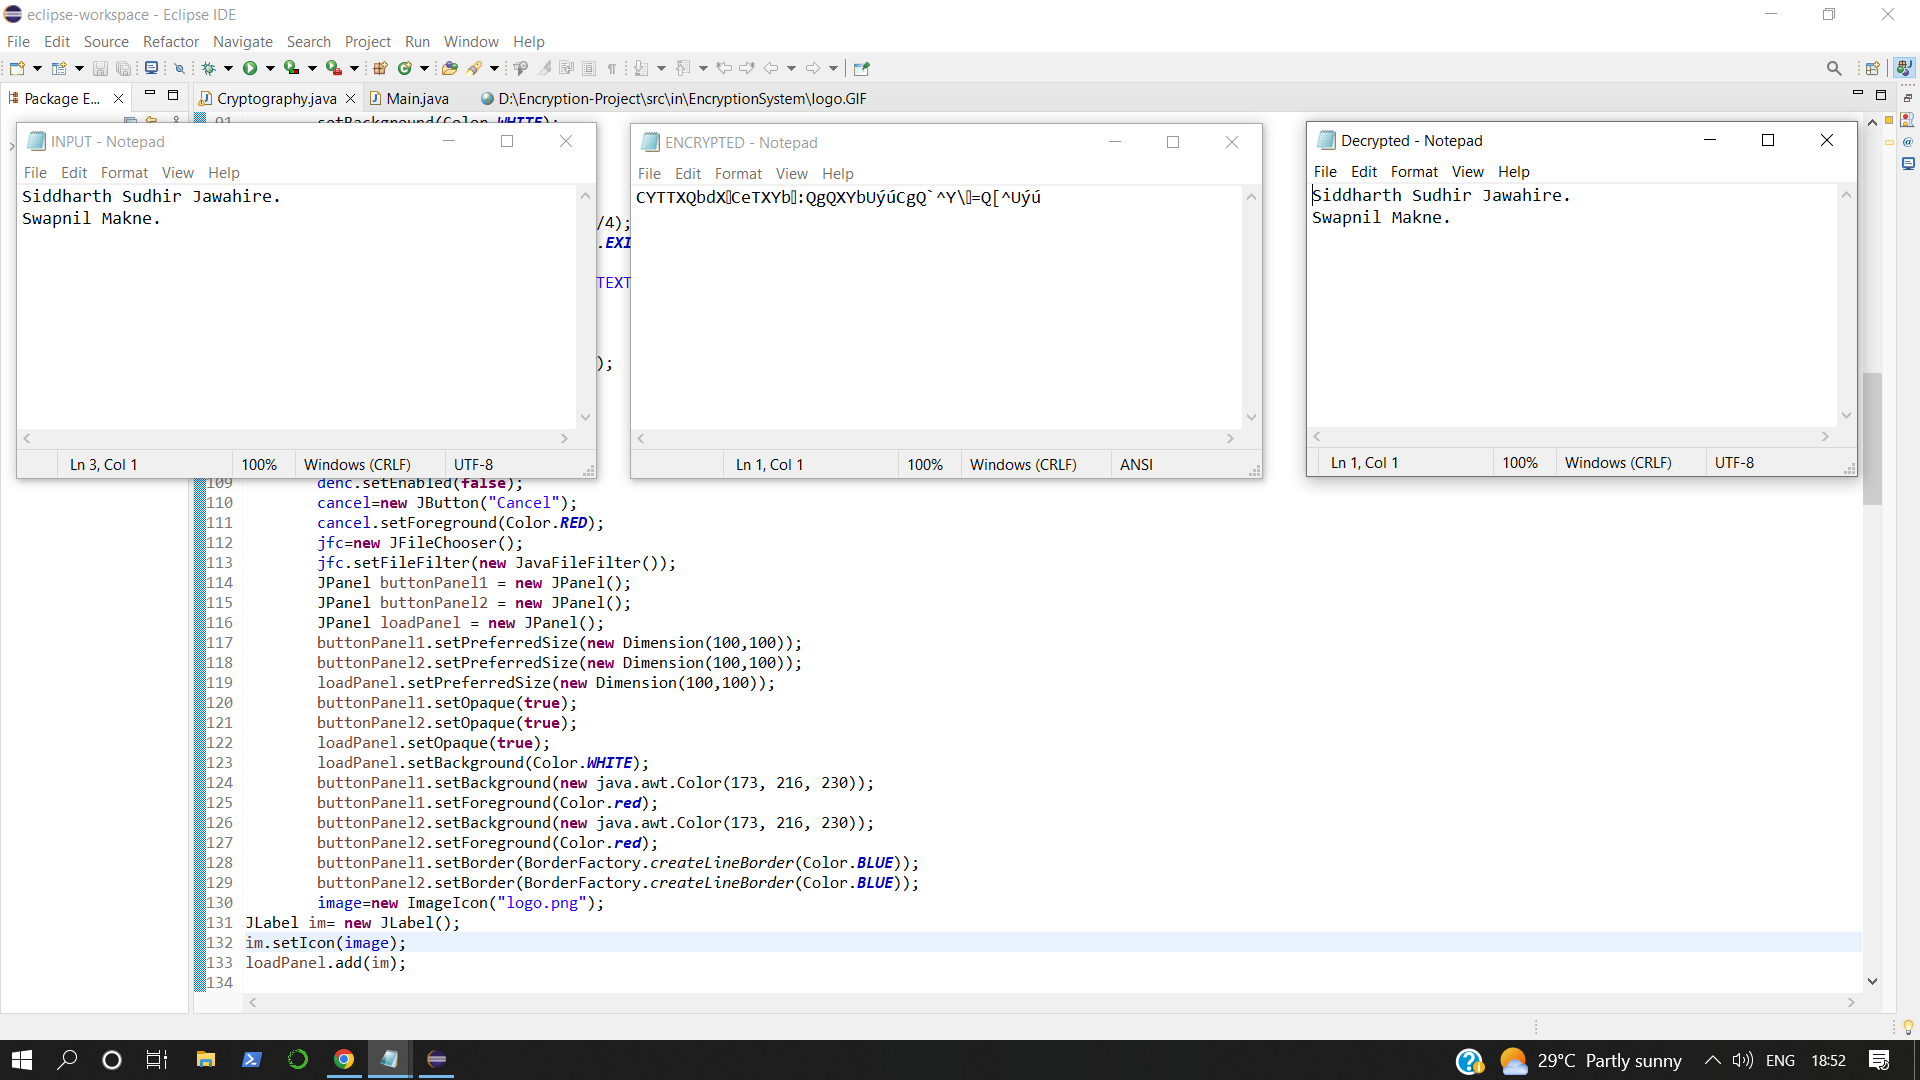 eclipse-workspace - Eclipse IDE
File Edit Source Refactor Navigate Search Project Run Window Help
Package E... Cryptography.java Main.java D:\Encryption-Project\src\in\EncryptionSystem\logo.GIF
91 setBackground(Color.WHITE);
INPUT - Notepad
File Edit Format View Help
Siddharth Sudhir Jawahire.
Swapnil Makne.
Ln 3, Col 1 100% Windows (CRLF) UTF-8
/4);
.EXI
TEXT
);
ENCRYPTED - Notepad
File Edit Format View Help
CYTTXQbdX▯CeTXYb▯:QgQXYbUýúCgQ`^Y\▯=Q[^Uýú
Ln 1, Col 1 100% Windows (CRLF) ANSI
Decrypted - Notepad
File Edit Format View Help
Siddharth Sudhir Jawahire.
Swapnil Makne.
Ln 1, Col 1 100% Windows (CRLF) UTF-8
109 denc.setEnabled(false);
110 cancel=new JButton("Cancel");
111 cancel.setForeground(Color.RED);
112 jfc=new JFileChooser();
113 jfc.setFileFilter(new JavaFileFilter());
114 JPanel buttonPanel1 = new JPanel();
115 JPanel buttonPanel2 = new JPanel();
116 JPanel loadPanel = new JPanel();
117 buttonPanel1.setPreferredSize(new Dimension(100,100));
118 buttonPanel2.setPreferredSize(new Dimension(100,100));
119 loadPanel.setPreferredSize(new Dimension(100,100));
120 buttonPanel1.setOpaque(true);
121 buttonPanel2.setOpaque(true);
122 loadPanel.setOpaque(true);
123 loadPanel.setBackground(Color.WHITE);
124 buttonPanel1.setBackground(new java.awt.Color(173, 216, 230));
125 buttonPanel1.setForeground(Color.red);
126 buttonPanel2.setBackground(new java.awt.Color(173, 216, 230));
127 buttonPanel2.setForeground(Color.red);
128 buttonPanel1.setBorder(BorderFactory.createLineBorder(Color.BLUE));
129 buttonPanel2.setBorder(BorderFactory.createLineBorder(Color.BLUE));
130 image=new ImageIcon("logo.png");
131 JLabel im= new JLabel();
132 im.setIcon(image);
133 loadPanel.add(im);
134
29°C Partly sunny ENG 18:52